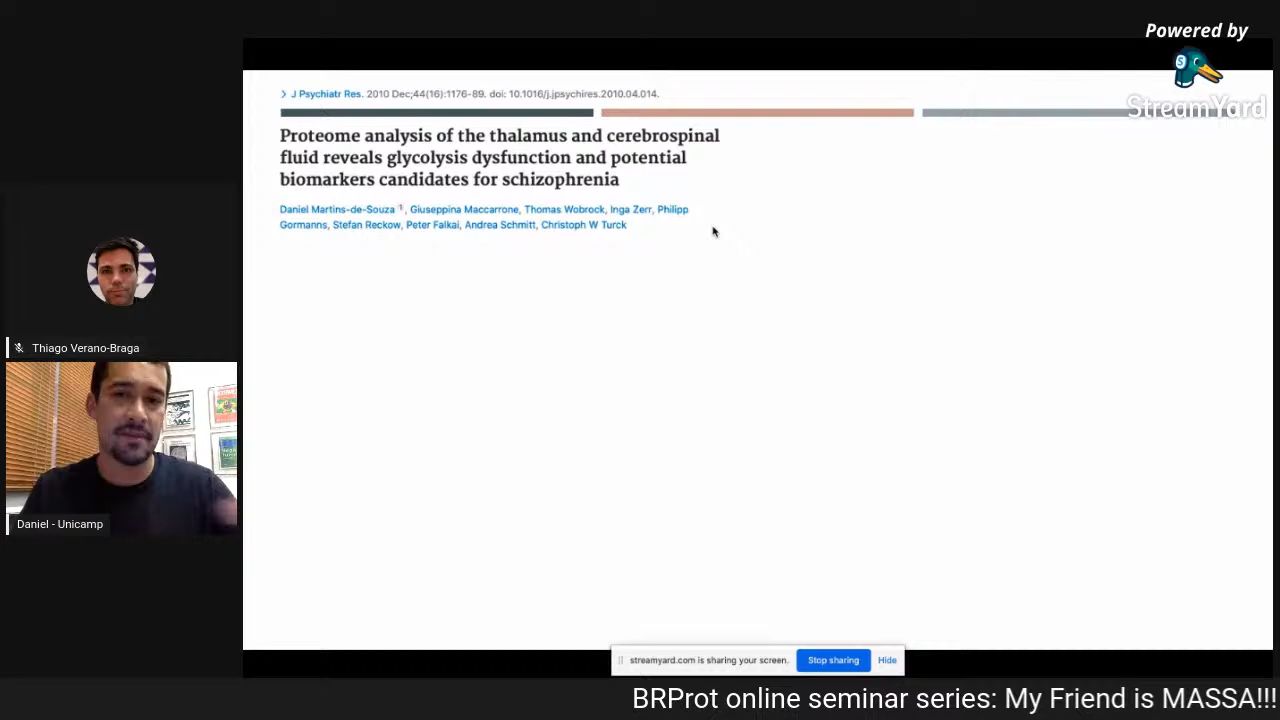 Powered by
StreamYard
J Psychiatr Res. 2010 Dec;44(16):1176-89. doi: 10.1016/j.jpsychires.2010.04.014.
Proteome analysis of the thalamus and cerebrospinal
fluid reveals glycolysis dysfunction and potential
biomarkers candidates for schizophrenia
Daniel Martins-de-Souza 1, Giuseppina Maccarrone, Thomas Wobrock, Inga Zerr, Philipp
Gormanns, Stefan Reckow, Peter Falkai, Andrea Schmitt, Christoph W Turck
Thiago Verano-Braga
Daniel - Unicamp
streamyard.com is sharing your screen.
Stop sharing
Hide
BRProt online seminar series: My Friend is MASSA!!!